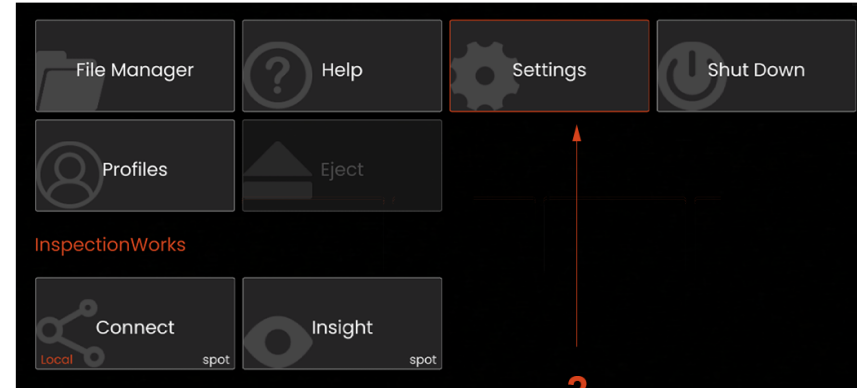 File Manager
Help
Settings
Shut Down
Profiles
Eject
InspectionWorks
Connect
Local
spot
Insight
spot